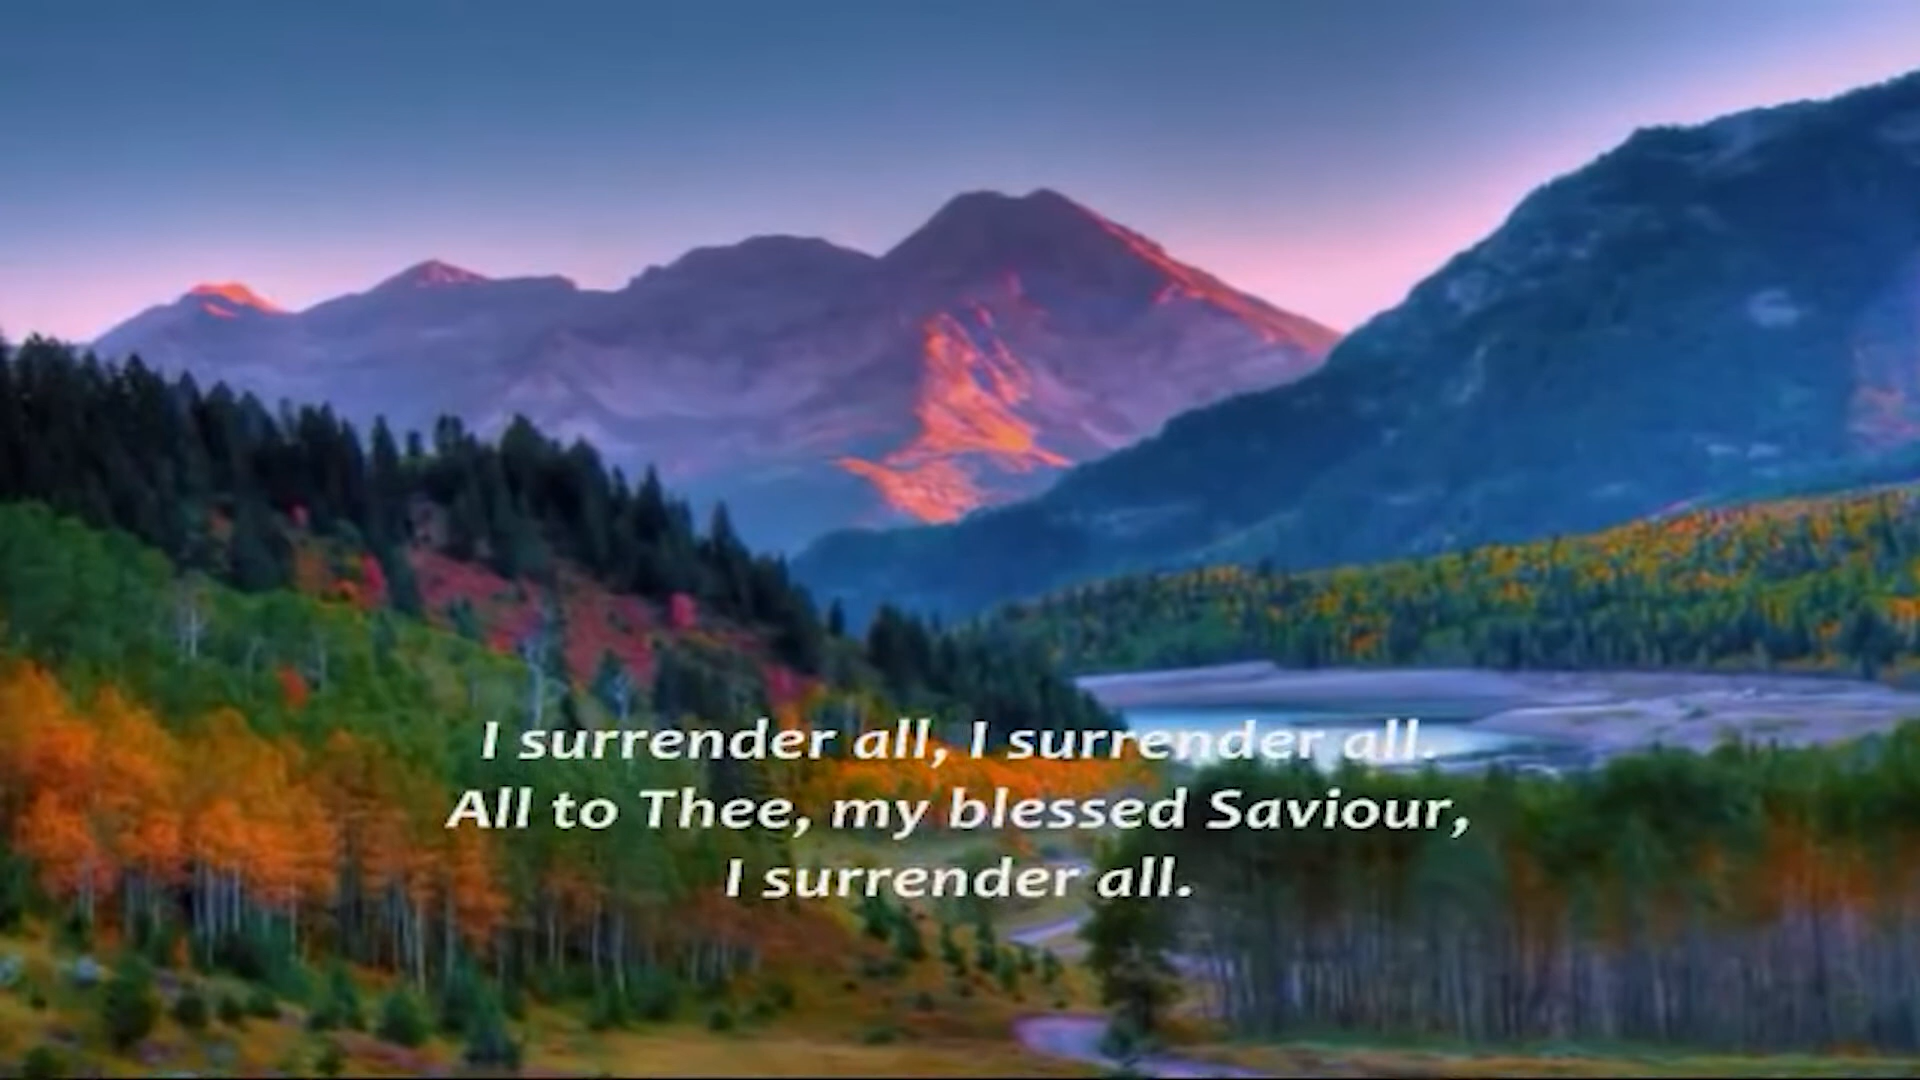 I surrender all, I surrender all.
All to Thee, my blessed Saviour,
I surrender all.